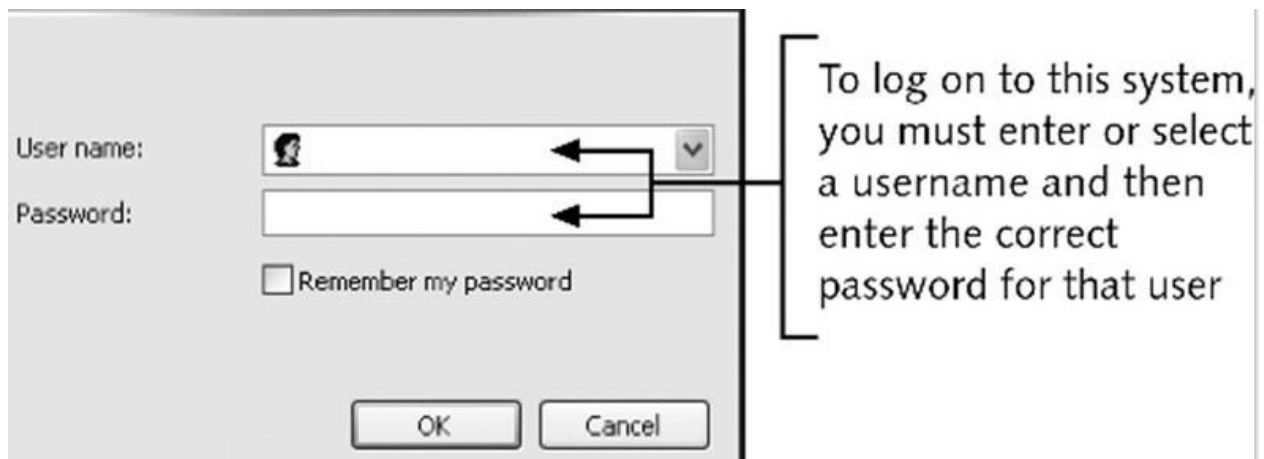 User name:
Password:
Remember my password
OK
Cancel
To log on to this system,
you must enter or select
a username and then
enter the correct
password for that user